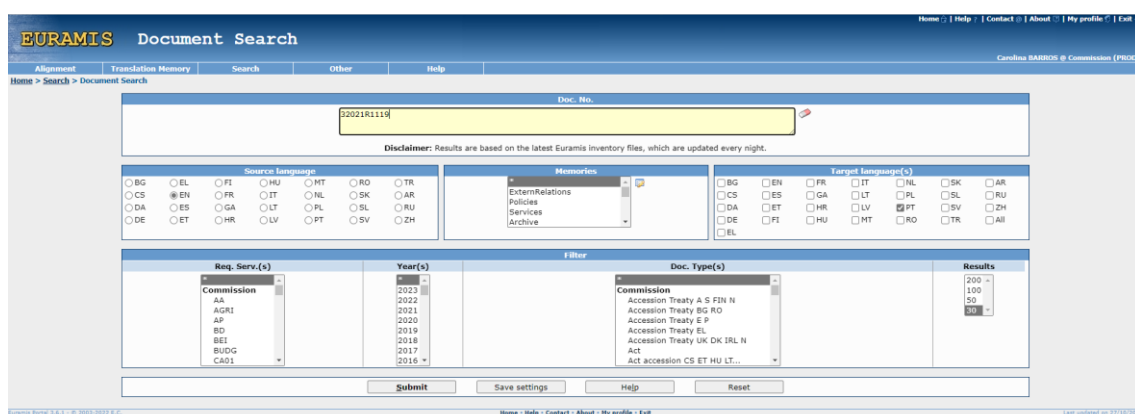 Home | Help ? | Contact @ | About | My profile | Exit
EURAMIS Document Search
Carolina BARROS @ Commission (PROD
Alignment Translation Memory Search Other Help
Home > Search > Document Search
Doc. No.
32021R1119
Disclaimer: Results are based on the latest Euramis inventory files, which are updated every night.
Source language
BG EL FI HU MT RO TR
CS EN FR IT NL SK AR
DA ES GA LT PL SL RU
DE ET HR LV PT SV ZH
Memories
*
ExternRelations
Policies
Services
Archive
Target language(s)
BG EN FR IT NL SK AR
CS ES GA LT PL SL RU
DA ET HR LV PT SV ZH
DE FI HU MT RO TR All
EL
Filter
Req. Serv.(s)
*
Commission
AA
AGRI
AP
BD
BEI
BUDG
CA01
Year(s)
*
2023
2022
2021
2020
2019
2018
2017
2016
Doc. Type(s)
*
Commission
Accession Treaty A S FIN N
Accession Treaty BG RO
Accession Treaty E P
Accession Treaty EL
Accession Treaty UK DK IRL N
Act
Act accession CS ET HU LT...
Results
200
100
50
30
Submit Save settings Help Reset
Home - Help - Contact - About - My profile - Exit